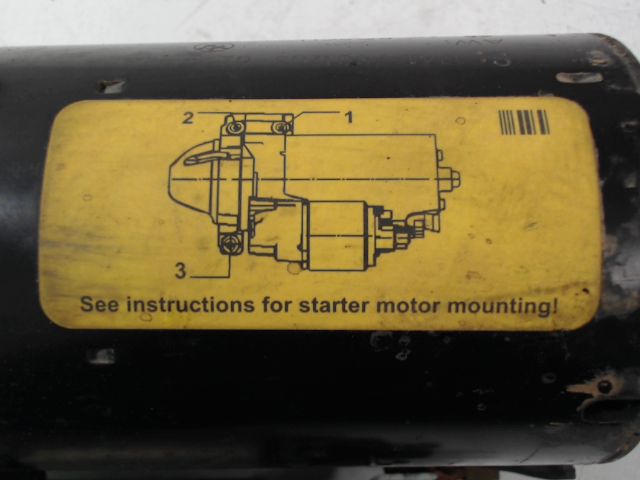 2 1
3
See instructions for starter motor mounting!